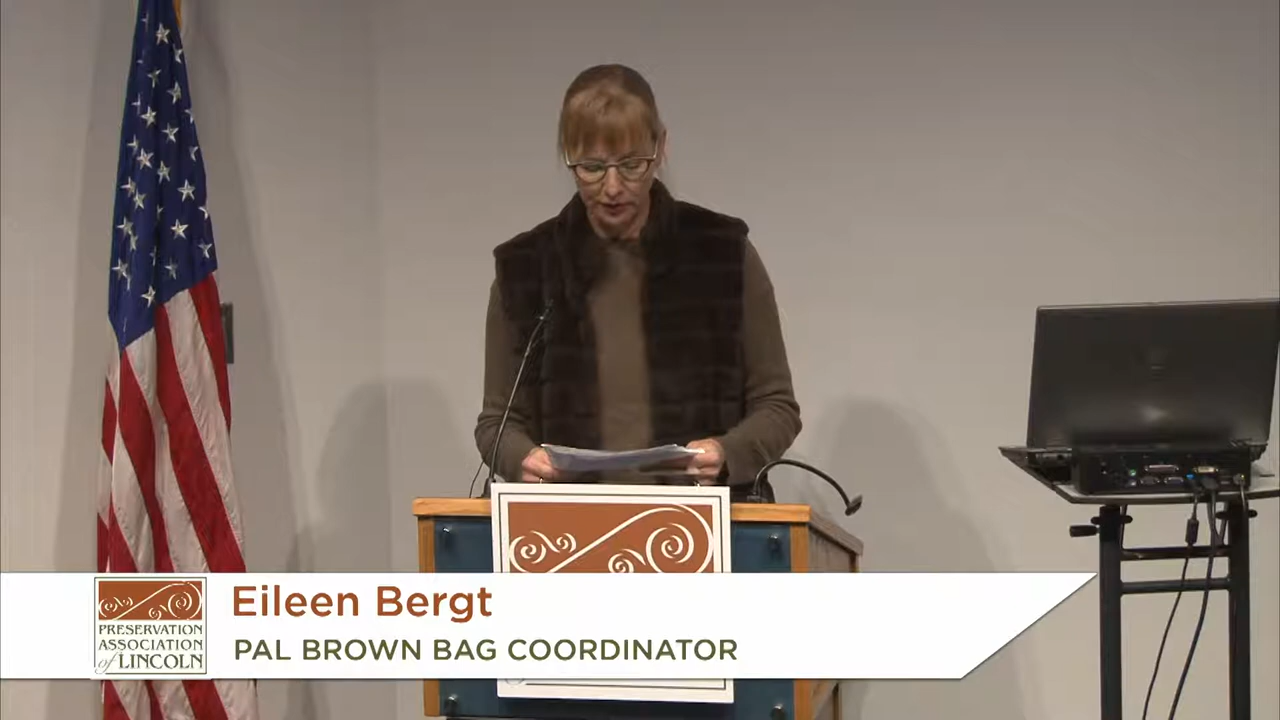 Eileen Bergt
PAL BROWN BAG COORDINATOR
PRESERVATION
ASSOCIATION
of LINCOLN